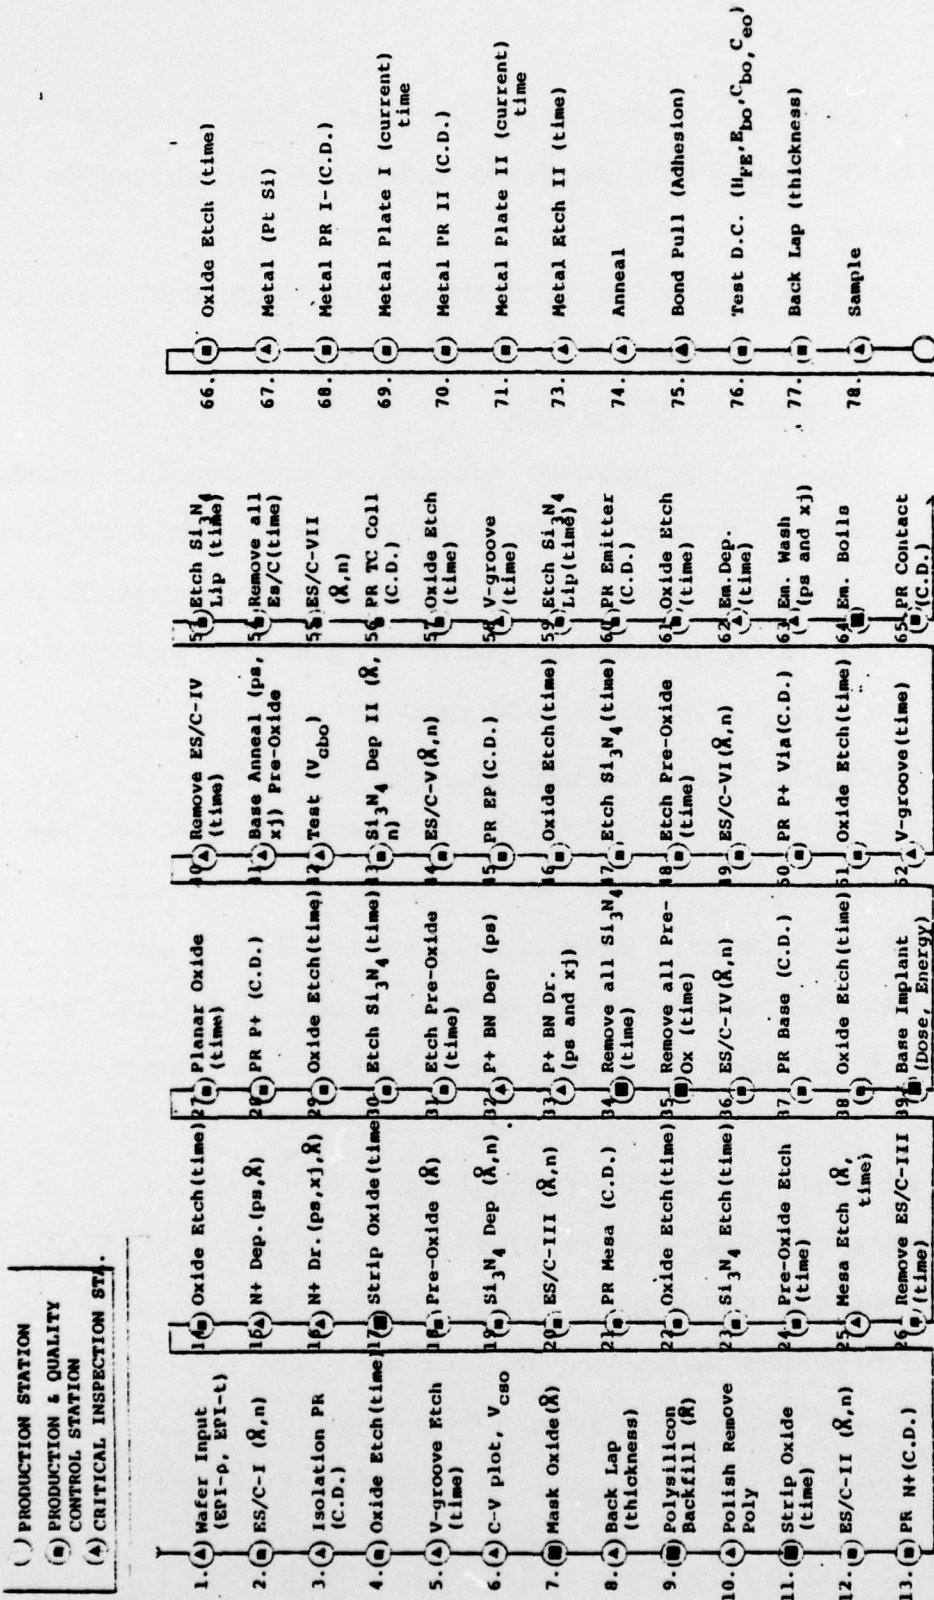 PRODUCTION STATION
PRODUCTION & QUALITY
CONTROL STATION
CRITICAL INSPECTION STA.
1. Wafer Input
(EPI-ρ, EPI-t)
2. ES/C-I (Å,n)
3. Isolation PR
(C.D.)
4. Oxide Etch(time)
5. V-groove Etch
(time)
6. C-V plot, VCSO
7. Mask Oxide(Å)
8. Back Lap
(thickness)
9. Polysilicon
Backfill (Å)
10. Polish Remove
Poly
11. Strip Oxide
(time)
12. ES/C-II (Å,n)
13. PR N+(C.D.)
14. Oxide Etch(time)
15. N+ Dep.(ps,Å)
16. N+ Dr.(ps,xj,Å)
17. Strip Oxide(time
18. Pre-Oxide (Å)
19. Si3N4 Dep (Å,n)
20. ES/C-III (Å,n)
21. PR Mesa (C.D.)
22. Oxide Etch(time)
23. Si3N4 Etch(time)
24. Pre-Oxide Etch
(time)
25. Mesa Etch (Å,
time)
26. Remove ES/C-III
(time)
27. Planar Oxide
(time)
28. PR P+ (C.D.)
29. Oxide Etch(time)
30. Etch Si3N4(time)
31. Etch Pre-Oxide
(time)
32. P+ BN Dep (ps)
33. P+ BN Dr.
(ps and xj)
34. Remove all Si3N4
(time)
35. Remove all Pre-
Ox (time)
36. ES/C-IV(Å,n)
37. PR Base (C.D.)
38. Oxide Etch(time)
39. Base Implant
(Dose, Energy)
40. Remove ES/C-IV
(time)
41. Base Anneal (ps,
xj) Pre-Oxide
42. Test (Vcbo)
43. Si3N4 Dep II (Å,
n)
44. ES/C-V(Å,n)
45. PR EP(C.D.)
46. Oxide Etch(time)
47. Etch Si3N4(time)
48. Etch Pre-Oxide
(time)
49. ES/C-VI(Å,n)
50. PR P+ Via(C.D.)
51. Oxide Etch(time)
52. V-groove(time)
53. Etch Si3N4
Lip (time)
54. Remove all
Es/C(time)
55. ES/C-VII
(Å,n)
56. PR TC Coll
(C.D.)
57. Oxide Etch
(time)
58. V-groove
(time)
59. Etch Si3N4
Lip(time)
60. PR Emitter
(C.D.)
61. Oxide Etch
(time)
62. Em.Dep.
(time)
63. Em. Wash
(ps and xj)
64. Em. Boils
65. PR Contact
(C.D.)
66. Oxide Etch (time)
67. Metal (Pt Si)
68. Metal PR I-(C.D.)
69. Metal Plate I (current)
time
70. Metal PR II (C.D.)
71. Metal Plate II (current)
time
73. Metal Etch II (time)
74. Anneal
75. Bond Pull (Adhesion)
76. Test D.C. (HFE,Ebo,Cbo,Ceo)
77. Back Lap (thickness)
78. Sample